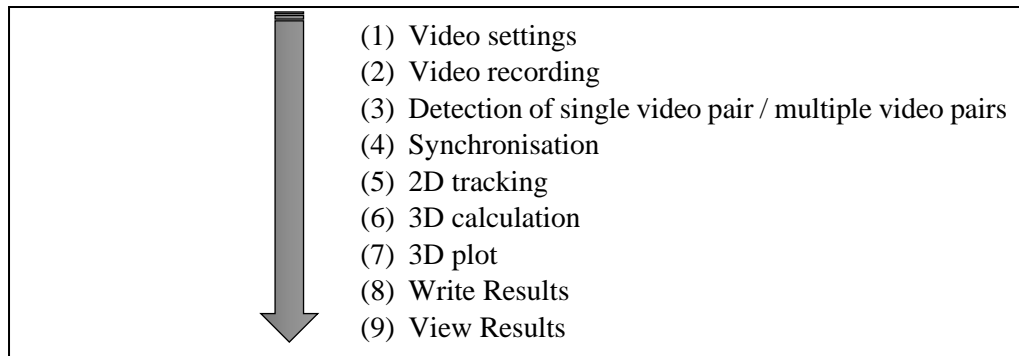 (1) Video settings
(2) Video recording
(3) Detection of single video pair / multiple video pairs
(4) Synchronisation
(5) 2D tracking
(6) 3D calculation
(7) 3D plot
(8) Write Results
(9) View Results